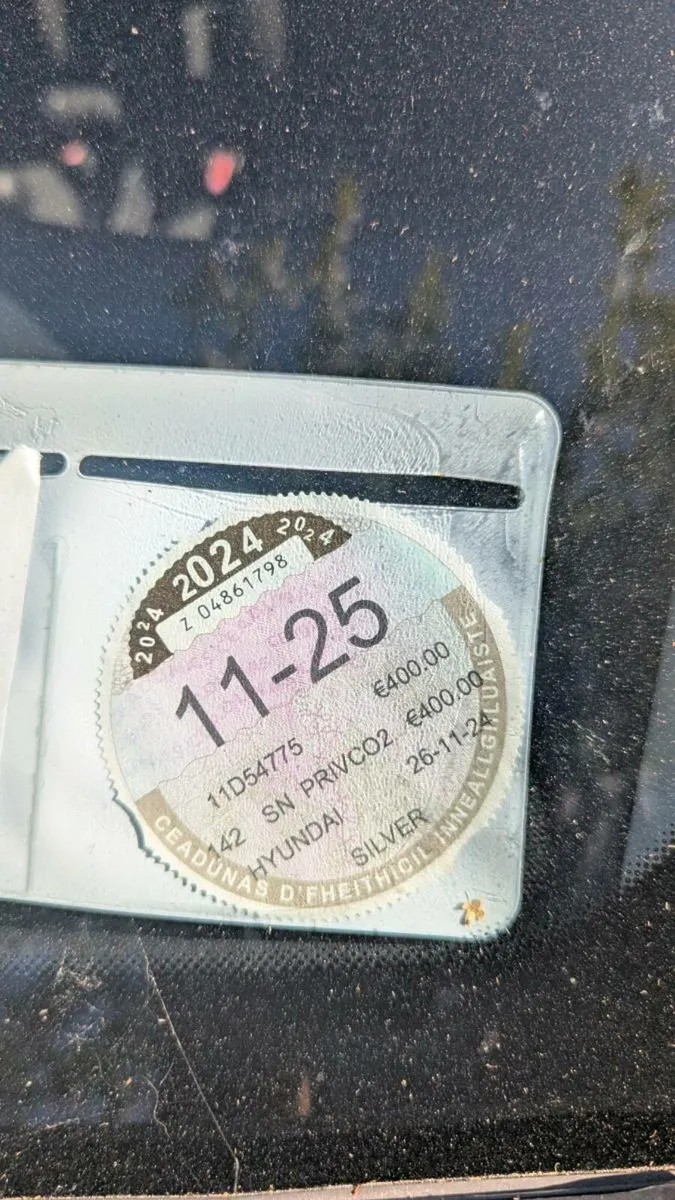 2024 2024 2024
Z 04861798
11-25
€400.00
11D54775 €400.00
142 SN PRIVCO2 26-11-24
HYUNDAI SILVER
CEADÚNAS D'FHEITHICIL INNEALLGHLUAISTE